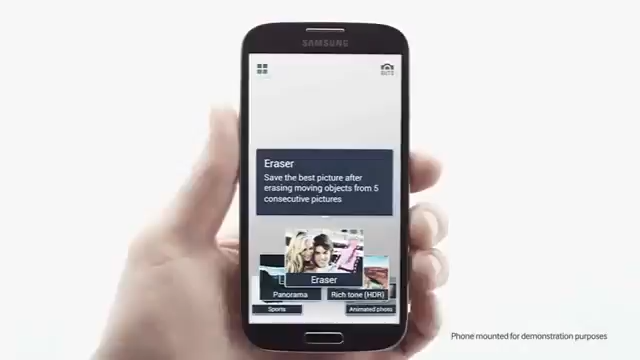 SAMSUNG
Eraser
Save the best picture after
erasing moving objects from 5
consecutive pictures
Eraser
Panorama
Rich tone (HDR)
Sports
Animated photo
Phone mounted for demonstration purposes